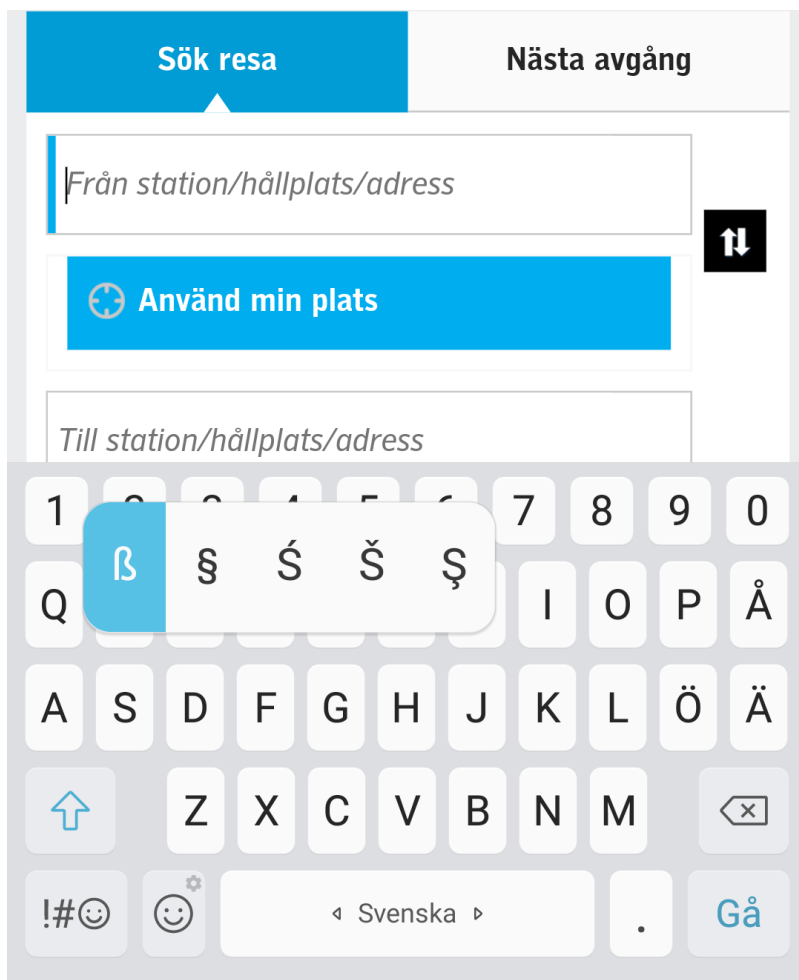 Sök resa
Nästa avgång
Från station/hållplats/adress
Använd min plats
Till station/hållplats/adress
1 7 8 9 0
ß § Ś Š Ş
Q I O P Å
A S D F G H J K L Ö Ä
Z X C V B N M
!#☺
Svenska
.
Gå